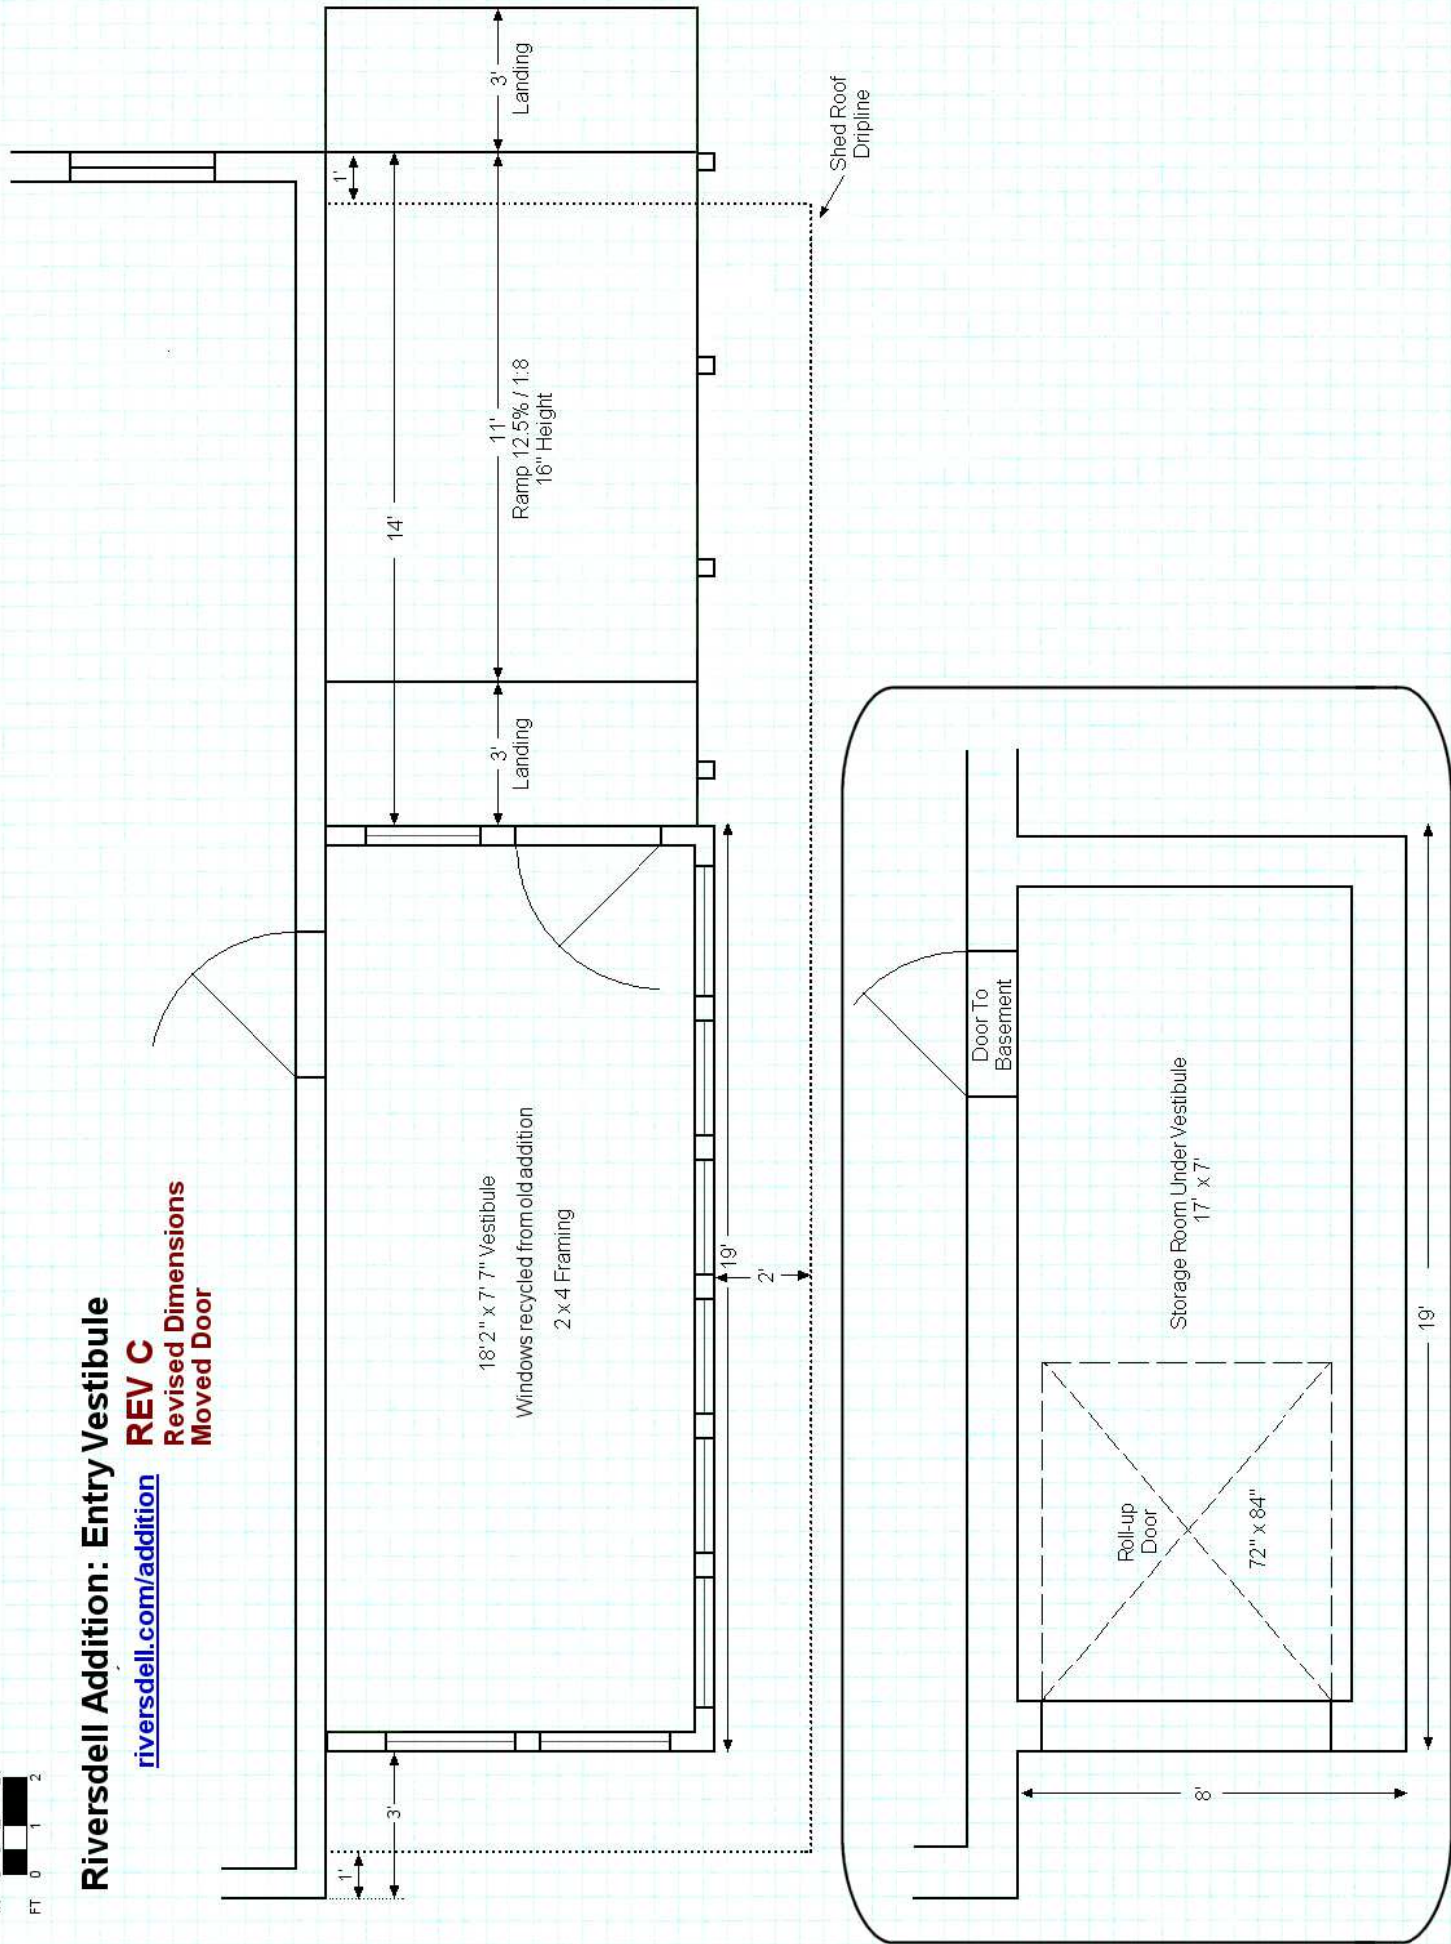 FT 0 1 2
Riversdell Addition: Entry Vestibule
riversdell.com/addition
REV C
Revised Dimensions
Moved Door
1'
3'
18' 2" x 7' 7" Vestibule
Windows recycled from old addition
2 x 4 Framing
19'
2'
3'
Landing
14'
11'
Ramp 12.5% / 1:8
16" Height
1'
3'
Landing
Shed Roof
Dripline
8'
Roll-up
Door
72" x 84"
Storage Room Under Vestibule
17' x 7'
Door To
Basement
19'